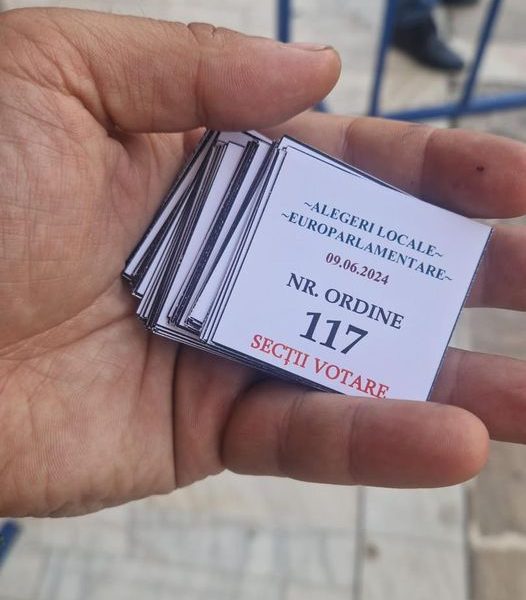 ~ALEGERI LOCALE~
~EUROPARLAMENTARE~
09.06.2024
NR. ORDINE
117
SECȚII VOTARE